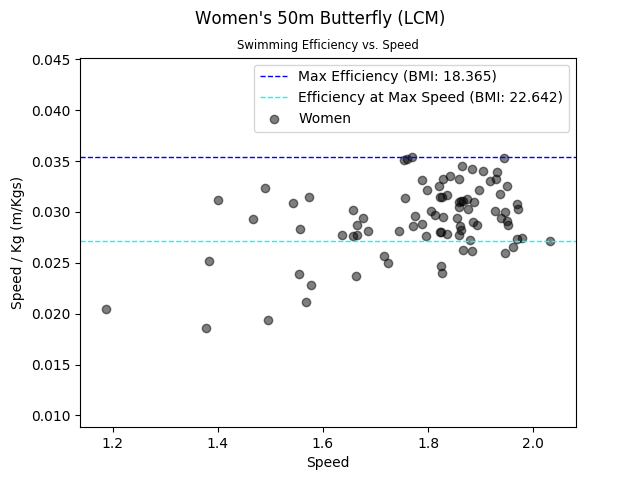 Women's 50m Butterfly (LCM)
Swimming Efficiency vs. Speed
Max Efficiency (BMI: 18.365)
Efficiency at Max Speed (BMI: 22.642)
Women
Speed / Kg (m/Kgs)
0.045
0.040
0.035
0.030
0.025
0.020
0.015
0.010
1.2 1.4 1.6 1.8 2.0
Speed